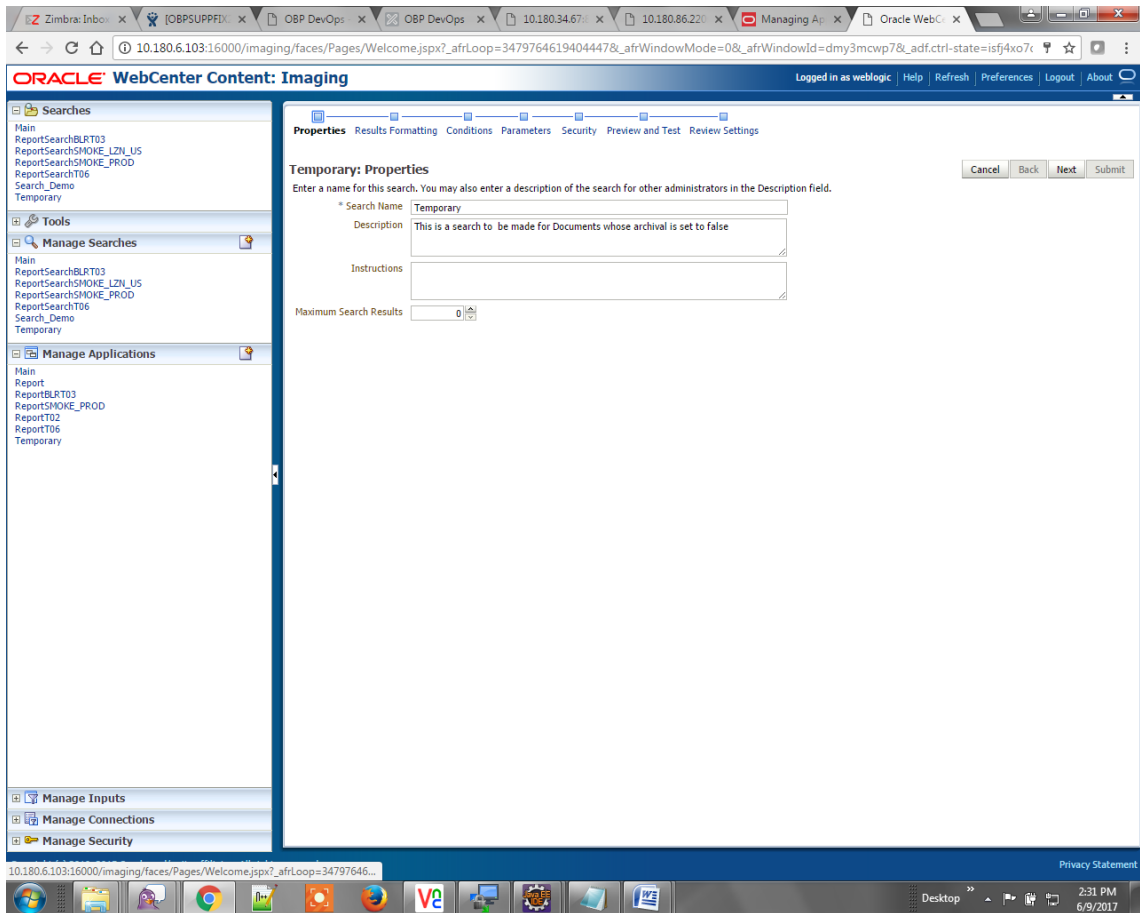 Zimbra: Inbox
[OBPSUPPFIX
OBP DevOps
OBP DevOps
10.180.34.67:
10.180.86.220
Managing Ap
Oracle WebCe
10.180.6.103:16000/imaging/faces/Pages/Welcome.jspx?_afrLoop=34797646194044478&_afrWindowMode=0&_afrWindowId=dmy3mcwp7&_adf.ctrl-state=isfj4xo7c
ORACLE WebCenter Content: Imaging
Logged in as weblogic Help Refresh Preferences Logout About
Searches
Main
ReportSearchBLRT03
ReportSearchSMOKE_LZN_US
ReportSearchSMOKE_PROD
ReportSearchT06
Search_Demo
Temporary
Tools
Manage Searches
Main
ReportSearchBLRT03
ReportSearchSMOKE_LZN_US
ReportSearchSMOKE_PROD
ReportSearchT06
Search_Demo
Temporary
Manage Applications
Main
Report
ReportBLRT03
ReportSMOKE_PROD
ReportT02
ReportT06
Temporary
Manage Inputs
Manage Connections
Manage Security
Properties Results Formatting Conditions Parameters Security Preview and Test Review Settings
Temporary: Properties
Cancel Back Next Submit
Enter a name for this search. You may also enter a description of the search for other administrators in the Description field.
* Search Name Temporary
Description This is a search to be made for Documents whose archival is set to false
Instructions
Maximum Search Results 0
Privacy Statement
10.180.6.103:16000/imaging/faces/Pages/Welcome.jspx?_afrLoop=34797646...
Desktop
2:31 PM
6/9/2017